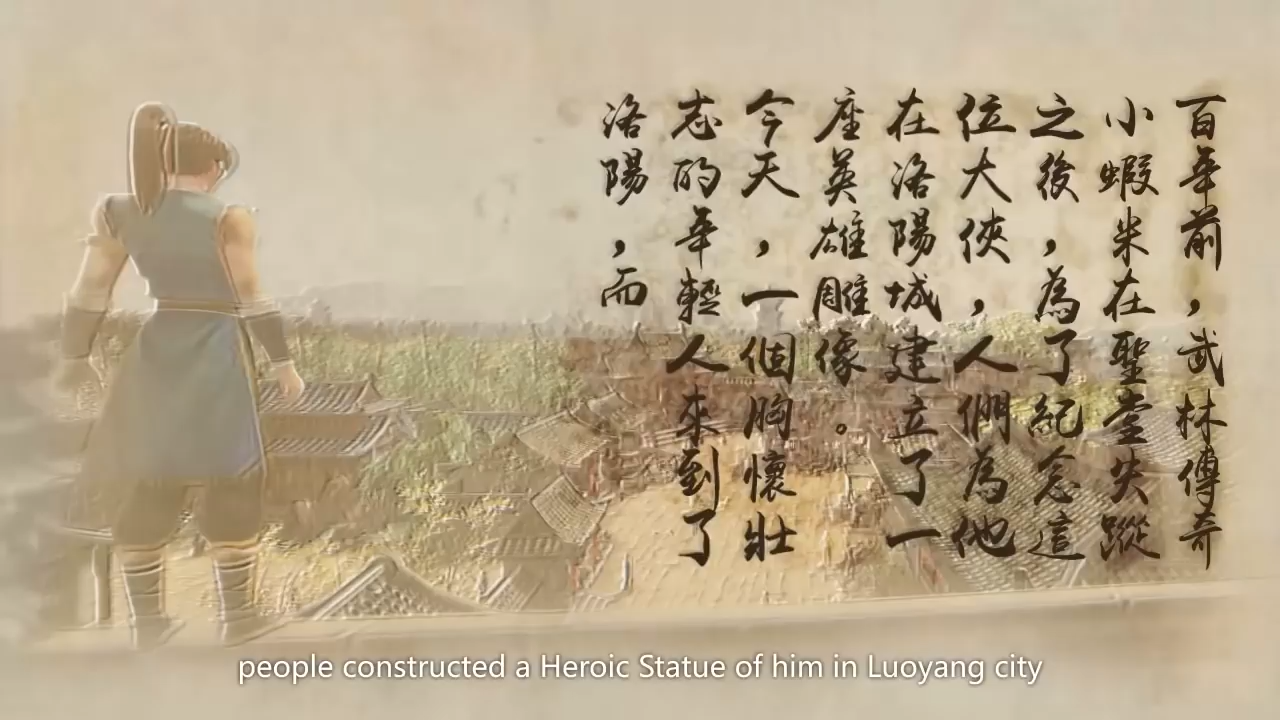 百年前，武林傳奇
小蝦米在聖堂失蹤
之後，為了紀念這
位大俠，人們為他
在洛陽城建立了一
座英雄雕像。
今天，一個胸懷壯
志的年輕人來到了
洛陽，而
people constructed a Heroic Statue of him in Luoyang city